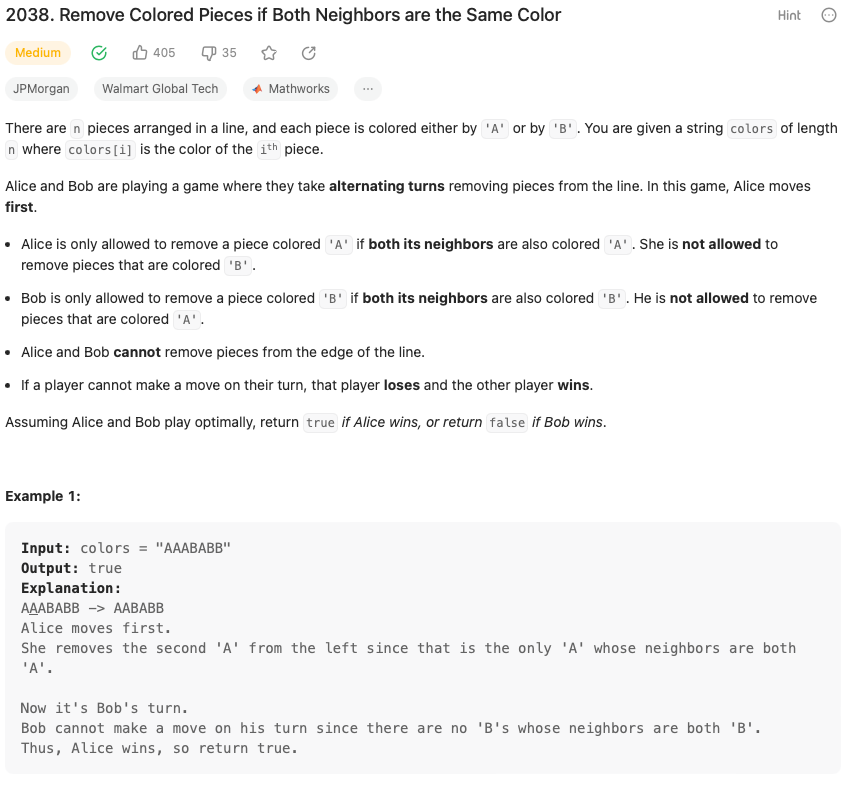 2038. Remove Colored Pieces if Both Neighbors are the Same Color
Hint
Medium
405
35
JPMorgan
Walmart Global Tech
Mathworks
...
There are n pieces arranged in a line, and each piece is colored either by 'A' or by 'B'. You are given a string colors of length
n where colors[i] is the color of the ith piece.
Alice and Bob are playing a game where they take alternating turns removing pieces from the line. In this game, Alice moves
first.
• Alice is only allowed to remove a piece colored 'A' if both its neighbors are also colored 'A'. She is not allowed to
remove pieces that are colored 'B'.
• Bob is only allowed to remove a piece colored 'B' if both its neighbors are also colored 'B'. He is not allowed to remove
pieces that are colored 'A'.
• Alice and Bob cannot remove pieces from the edge of the line.
• If a player cannot make a move on their turn, that player loses and the other player wins.
Assuming Alice and Bob play optimally, return true if Alice wins, or return false if Bob wins.
Example 1:
Input: colors = "AAABABB"
Output: true
Explanation:
AAABABB -> AABABB
Alice moves first.
She removes the second 'A' from the left since that is the only 'A' whose neighbors are both
'A'.
Now it's Bob's turn.
Bob cannot make a move on his turn since there are no 'B's whose neighbors are both 'B'.
Thus, Alice wins, so return true.